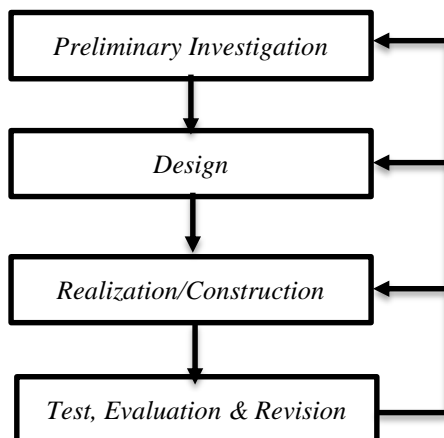 Preliminary Investigation
Design
Realization/Construction
Test, Evaluation & Revision